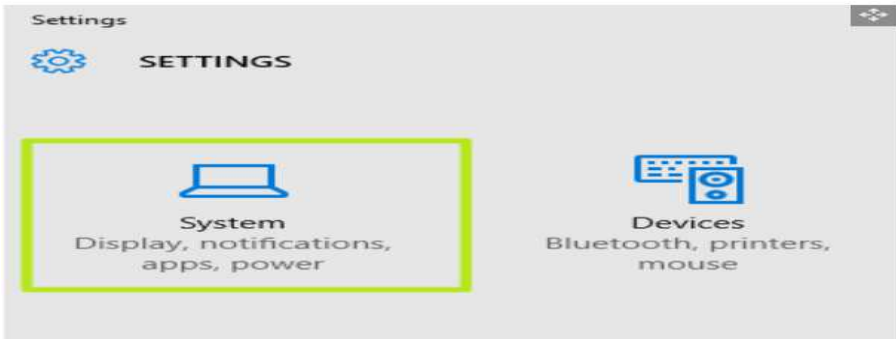 Settings
SETTINGS
System
Display, notifications,
apps, power
Devices
Bluetooth, printers,
mouse